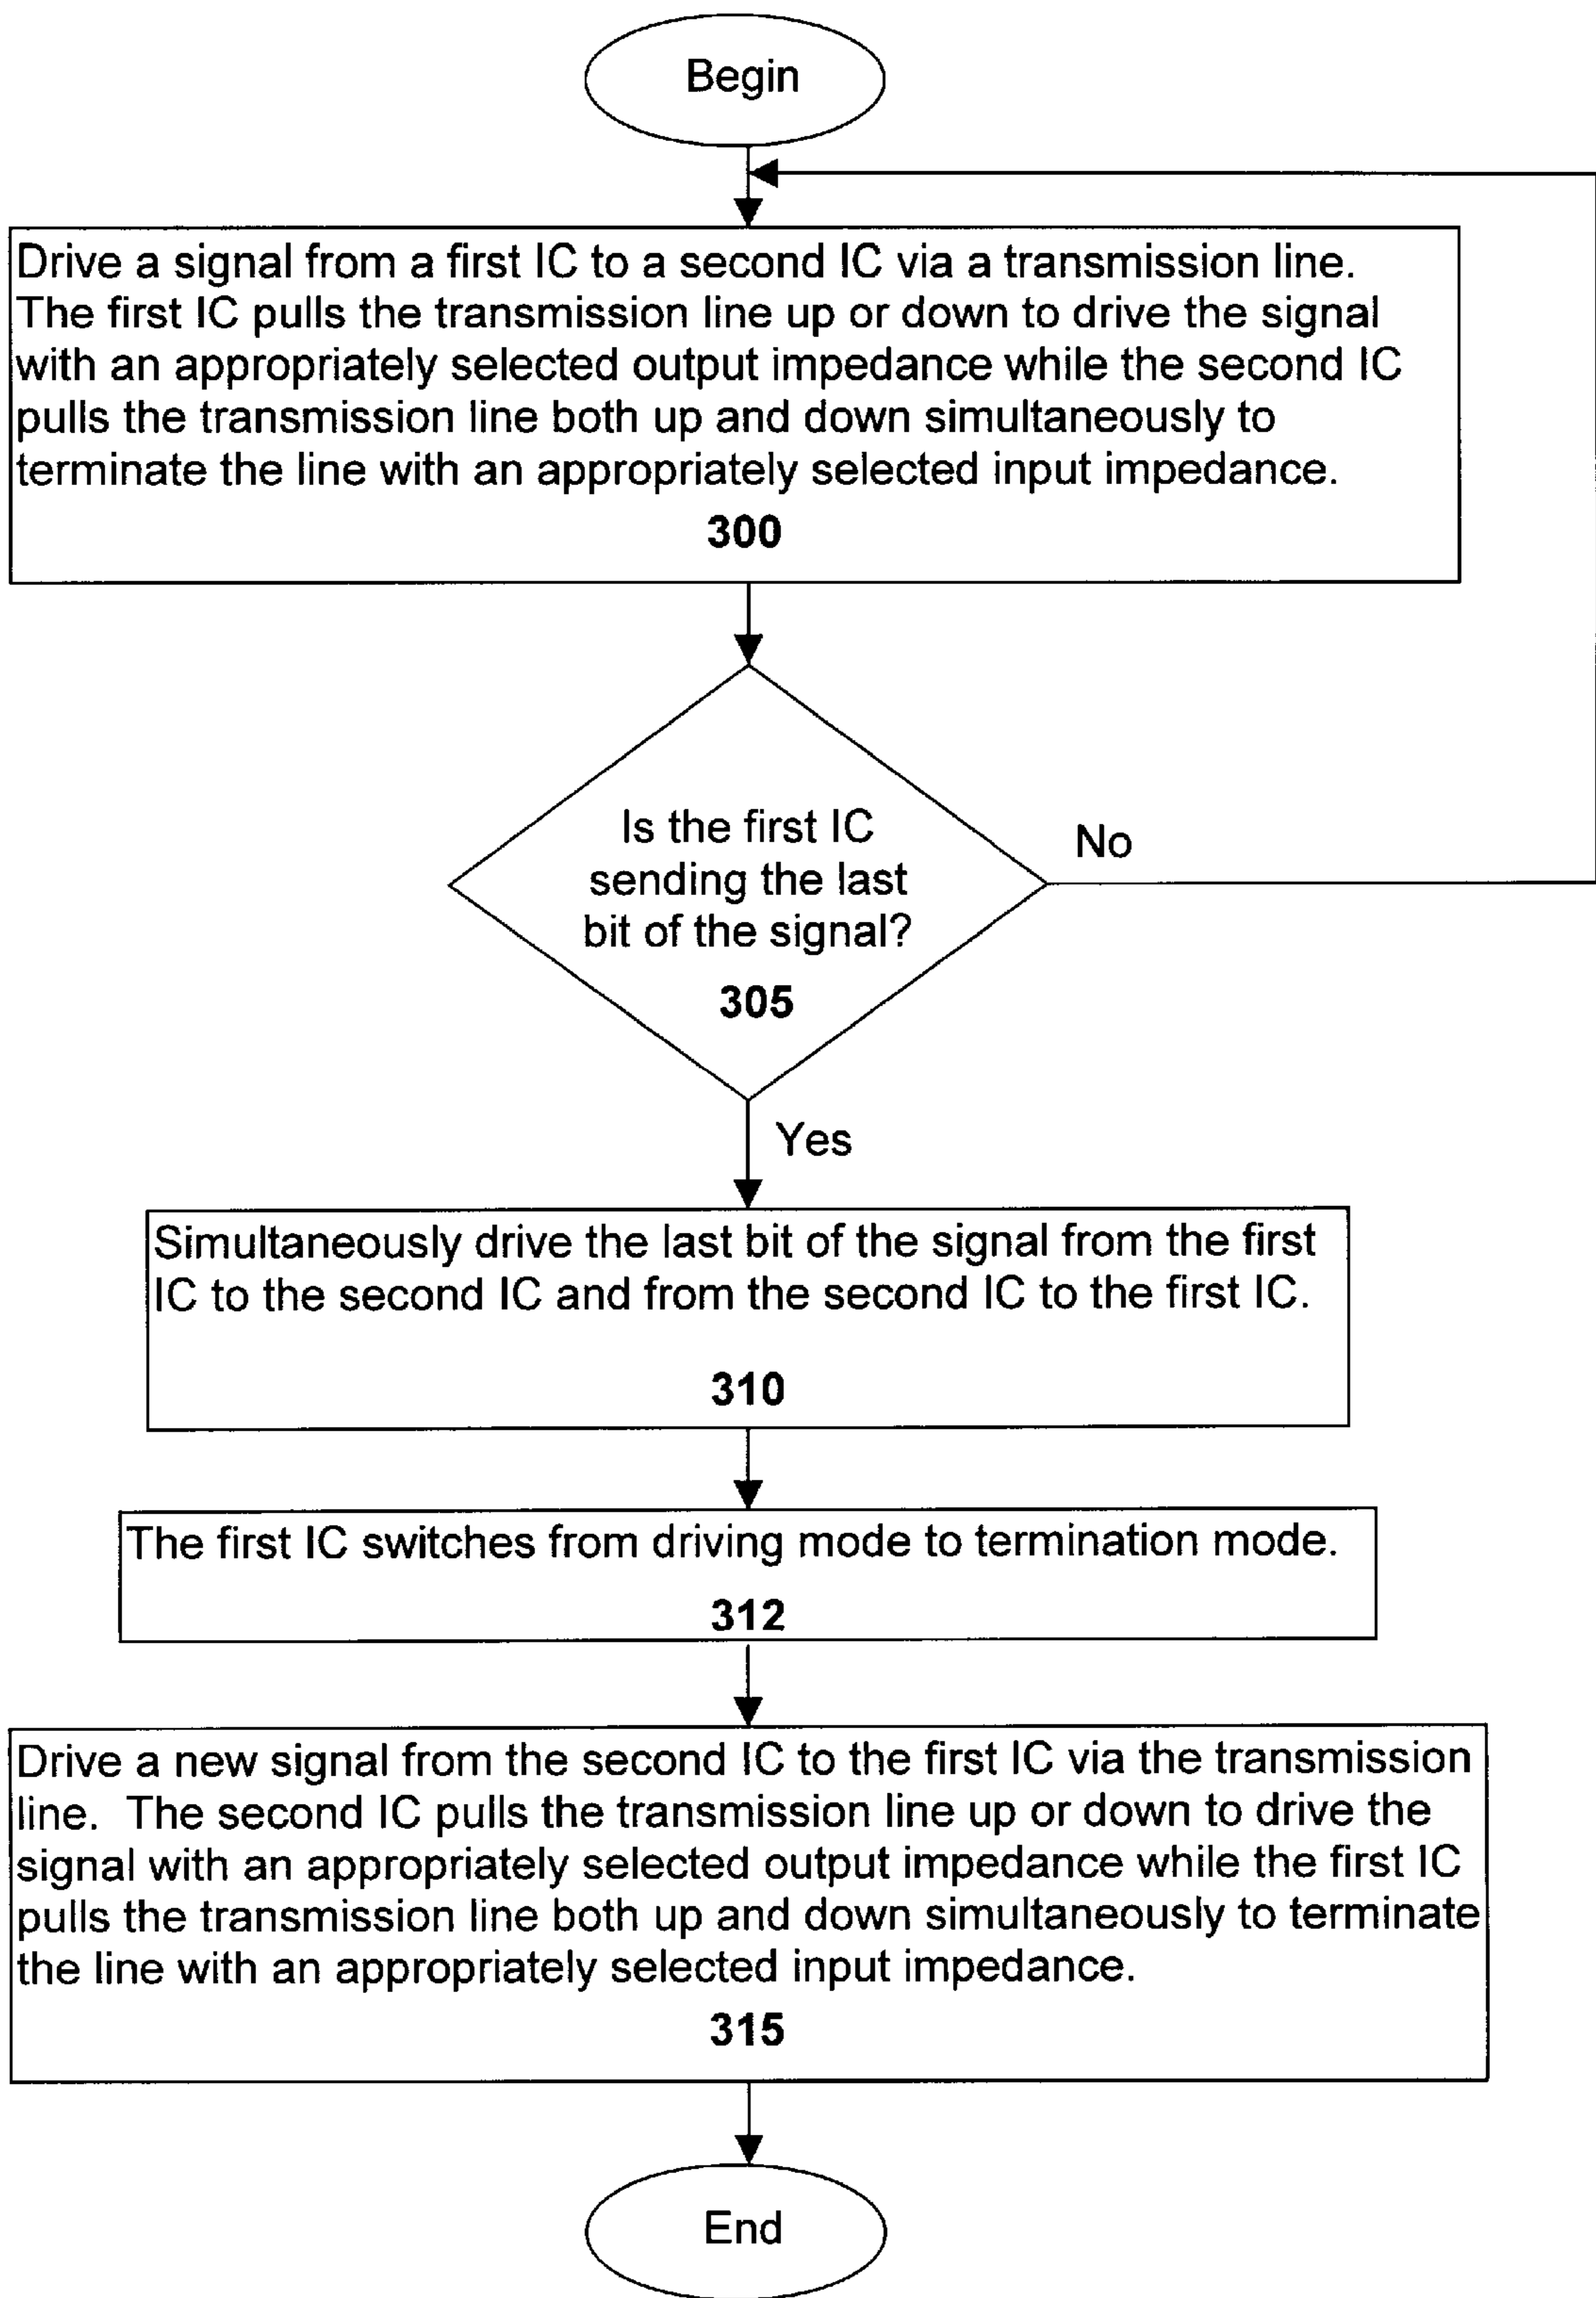 Begin
Drive a signal from a first IC to a second IC via a transmission line.
The first IC pulls the transmission line up or down to drive the signal
with an appropriately selected output impedance while the second IC
pulls the transmission line both up and down simultaneously to
terminate the line with an appropriately selected input impedance.
300
Is the first IC
sending the last
bit of the signal?
305
No
Yes
Simultaneously drive the last bit of the signal from the first
IC to the second IC and from the second IC to the first IC.
310
The first IC switches from driving mode to termination mode.
312
Drive a new signal from the second IC to the first IC via the transmission
line. The second IC pulls the transmission line up or down to drive the
signal with an appropriately selected output impedance while the first IC
pulls the transmission line both up and down simultaneously to terminate
the line with an appropriately selected input impedance.
315
End